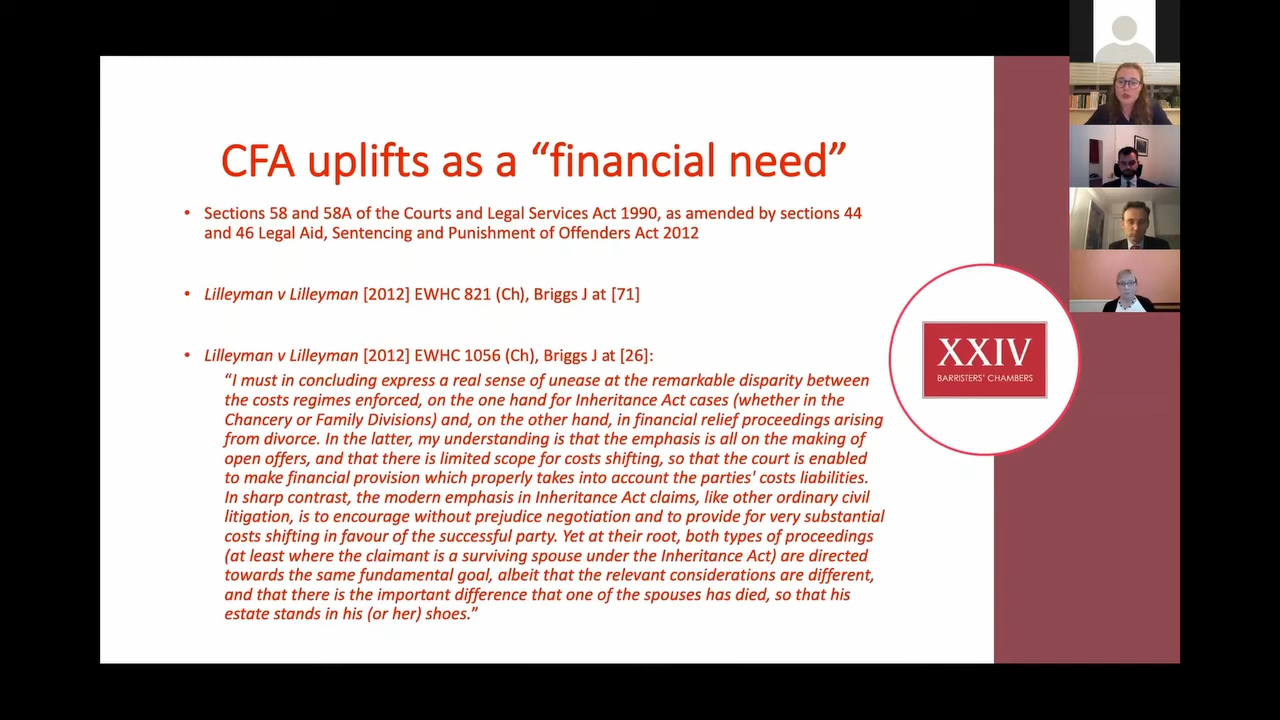 CFA uplifts as a “financial need”
• Sections 58 and 58A of the Courts and Legal Services Act 1990, as amended by sections 44
and 46 Legal Aid, Sentencing and Punishment of Offenders Act 2012
• Lilleyman v Lilleyman [2012] EWHC 821 (Ch), Briggs J at [71]
• Lilleyman v Lilleyman [2012] EWHC 1056 (Ch), Briggs J at [26]:
“I must in concluding express a real sense of unease at the remarkable disparity between
the costs regimes enforced, on the one hand for Inheritance Act cases (whether in the
Chancery or Family Divisions) and, on the other hand, in financial relief proceedings arising
from divorce. In the latter, my understanding is that the emphasis is all on the making of
open offers, and that there is limited scope for costs shifting, so that the court is enabled
to make financial provision which properly takes into account the parties' costs liabilities.
In sharp contrast, the modern emphasis in Inheritance Act claims, like other ordinary civil
litigation, is to encourage without prejudice negotiation and to provide for very substantial
costs shifting in favour of the successful party. Yet at their root, both types of proceedings
(at least where the claimant is a surviving spouse under the Inheritance Act) are directed
towards the same fundamental goal, albeit that the relevant considerations are different,
and that there is the important difference that one of the spouses has died, so that his
estate stands in his (or her) shoes.”
XXIV
BARRISTERS' CHAMBERS